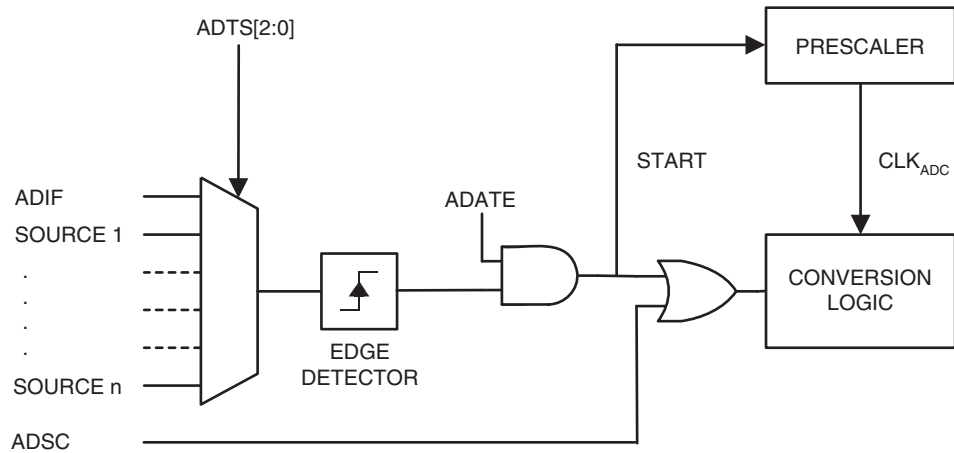 ADTS[2:0]
PRESCALER
START
CLKADC
ADIF
ADATE
SOURCE 1
.
.
.
.
CONVERSION
LOGIC
EDGE
DETECTOR
SOURCE n
ADSC